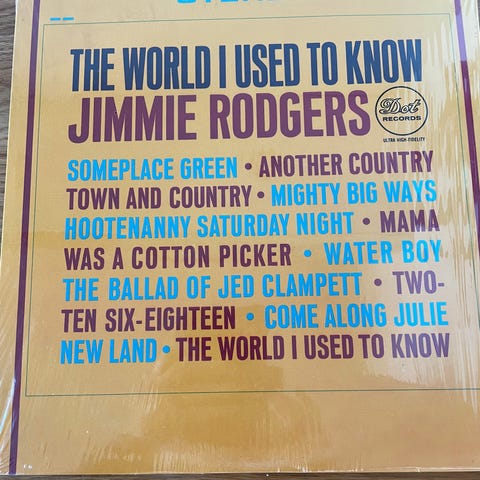 THE WORLD I USED TO KNOW
JIMMIE RODGERS
Dot
RECORDS
ULTRA HIGH FIDELITY
SOMEPLACE GREEN • ANOTHER COUNTRY
TOWN AND COUNTRY • MIGHTY BIG WAYS
HOOTENANNY SATURDAY NIGHT • MAMA
WAS A COTTON PICKER • WATER BOY
THE BALLAD OF JED CLAMPETT • TWO-
TEN SIX-EIGHTEEN • COME ALONG JULIE
NEW LAND • THE WORLD I USED TO KNOW